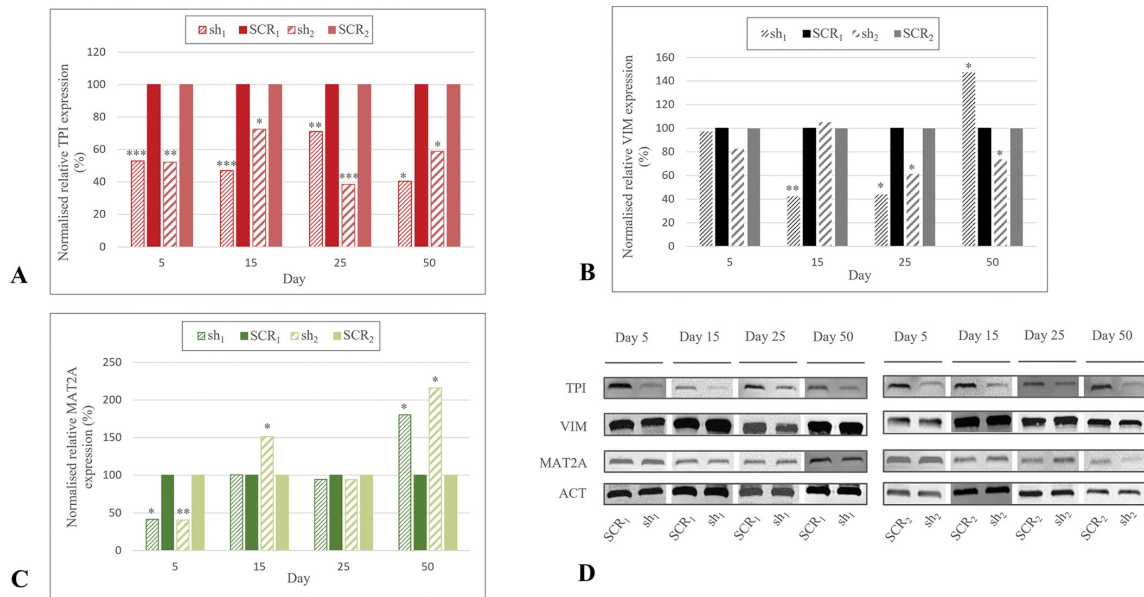 sh₁ SCR₁ sh₂ SCR₂
Normalised relative TPI expression (%)
120
100
80
60
40
20
0
*** ** *** * ** *** * *
5 15 25 50
Day
A
sh₁ SCR₁ sh₂ SCR₂
Normalised relative VIM expression (%)
160
140
120
100
80
60
40
20
0
** * * * *
5 15 25 50
Day
B
sh₁ SCR₁ sh₂ SCR₂
Normalised relative MAT2A expression (%)
250
200
150
100
50
0
* ** * * *
5 15 25 50
Day
C
Day 5 Day 15 Day 25 Day 50 Day 5 Day 15 Day 25 Day 50
TPI
VIM
MAT2A
ACT
SCR₁ sh₁ SCR₁ sh₁ SCR₁ sh₁ SCR₁ sh₁ SCR₂ sh₂ SCR₂ sh₂ SCR₂ sh₂ SCR₂ sh₂
D